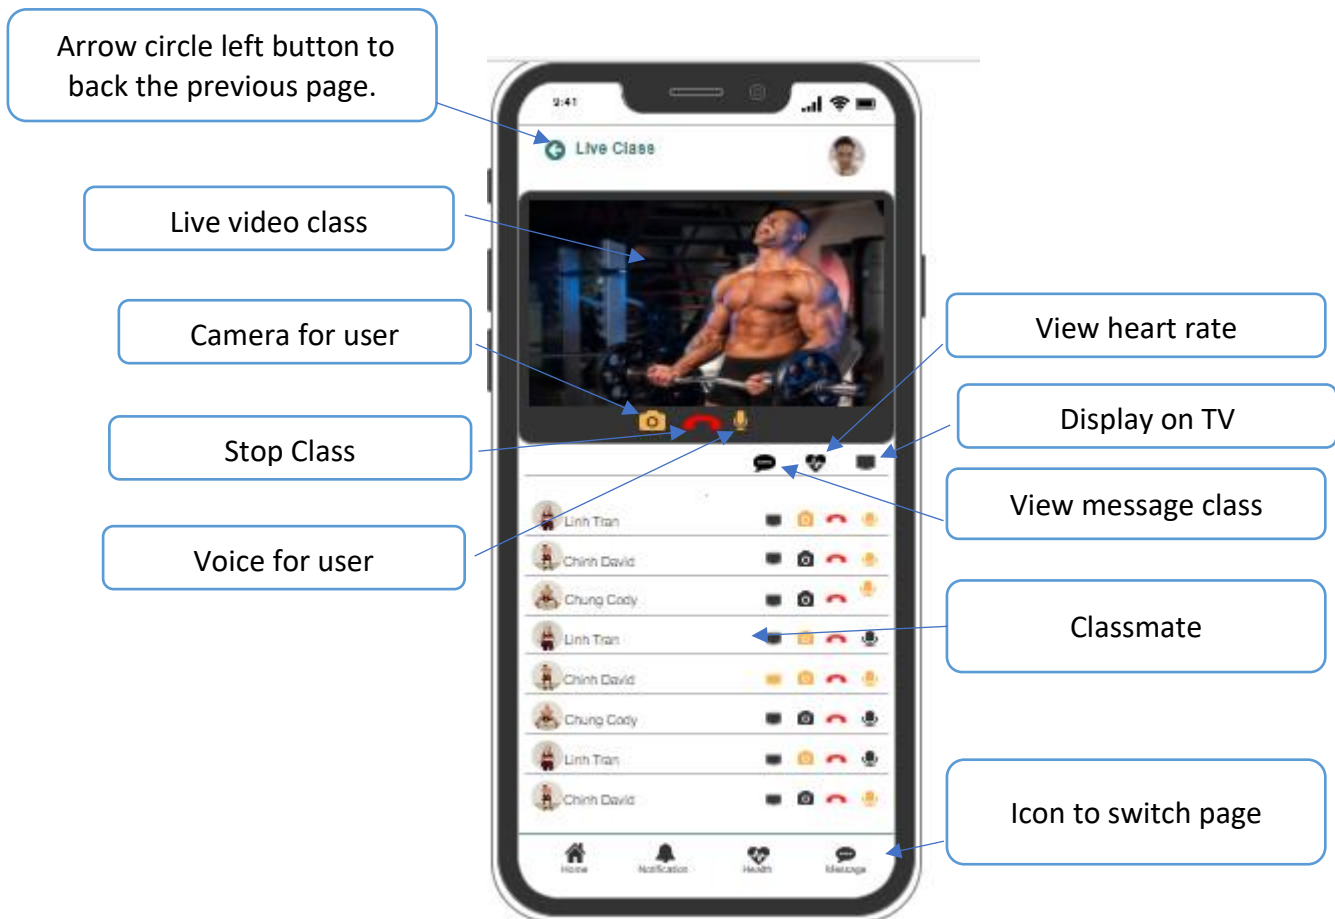 Arrow circle left button to
back the previous page.
Live video class
Camera for user
Stop Class
Voice for user
9:41
Live Class
Linh Tran
Chinh David
Chung Cody
Linh Tran
Chinh David
Chung Cody
Linh Tran
Chinh David
Home
Notification
Health
Message
View heart rate
Display on TV
View message class
Classmate
Icon to switch page